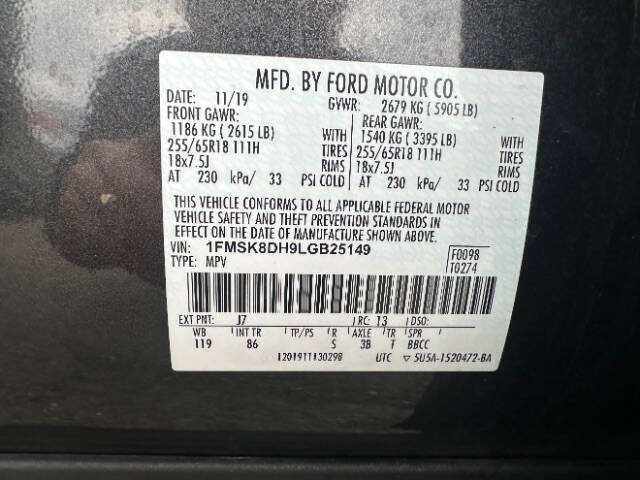 MFD. BY FORD MOTOR CO.
DATE: 11/19 GVWR: 2679 KG ( 5905 LB)
FRONT GAWR: REAR GAWR:
1186 KG ( 2615 LB) WITH 1540 KG ( 3395 LB) WITH
255/65R18 111H TIRES 255/65R18 111H TIRES
18x7.5J RIMS 18x7.5J RIMS
AT 230 kPa/ 33 PSI COLD AT 230 kPa/ 33 PSI COLD
THIS VEHICLE CONFORMS TO ALL APPLICABLE FEDERAL MOTOR
VEHICLE SAFETY AND THEFT PREVENTION STANDARDS IN
EFFECT ON THE DATE OF MANUFACTURE SHOWN ABOVE.
VIN: 1FMSK8DH9LGB25149 F0098
TYPE: MPV T0274
EXT PNT: J7 RC: 13 DSO:
WB INT TR TP/PS R AXLE TR SPR
119 86 S 3B T BBCC
1201911130298 UTC 5U5A-1520472-BA